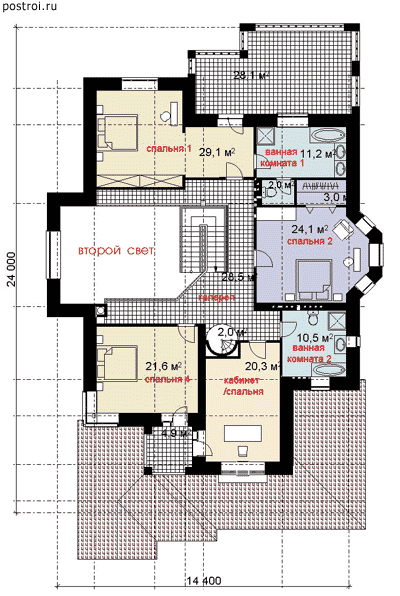 postroi.ru
28,1 м²
спальня 1
29,1 м²
ванная
11,2 м²
комната 1
2,0 м²
3,0 м²
24,1 м²
спальня 2
второй свет
28,5 м²
галерея
24 000
2,0 м²
10,5 м²
ванная
комната 2
21,6 м²
спальня 4
20,3 м²
кабинет
/спальня
4,9 м²
14 400